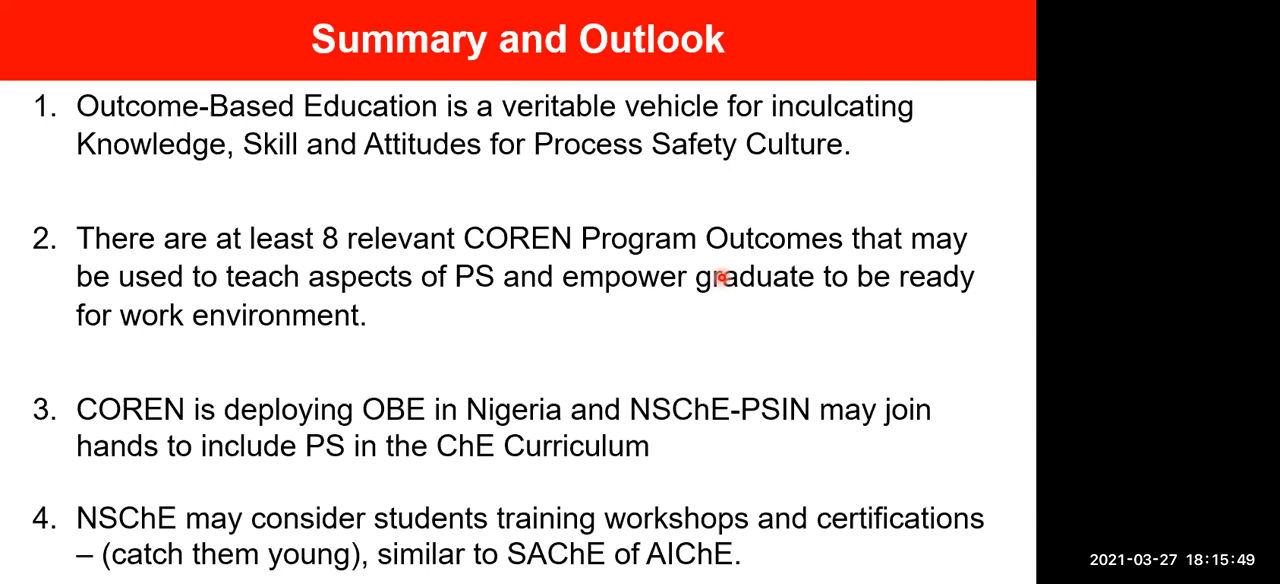 Summary and Outlook
1. Outcome-Based Education is a veritable vehicle for inculcating
Knowledge, Skill and Attitudes for Process Safety Culture.
2. There are at least 8 relevant COREN Program Outcomes that may
be used to teach aspects of PS and empower graduate to be ready
for work environment.
3. COREN is deploying OBE in Nigeria and NSChE-PSIN may join
hands to include PS in the ChE Curriculum
4. NSChE may consider students training workshops and certifications
– (catch them young), similar to SAChE of AIChE.
2021-03-27 18:15:49